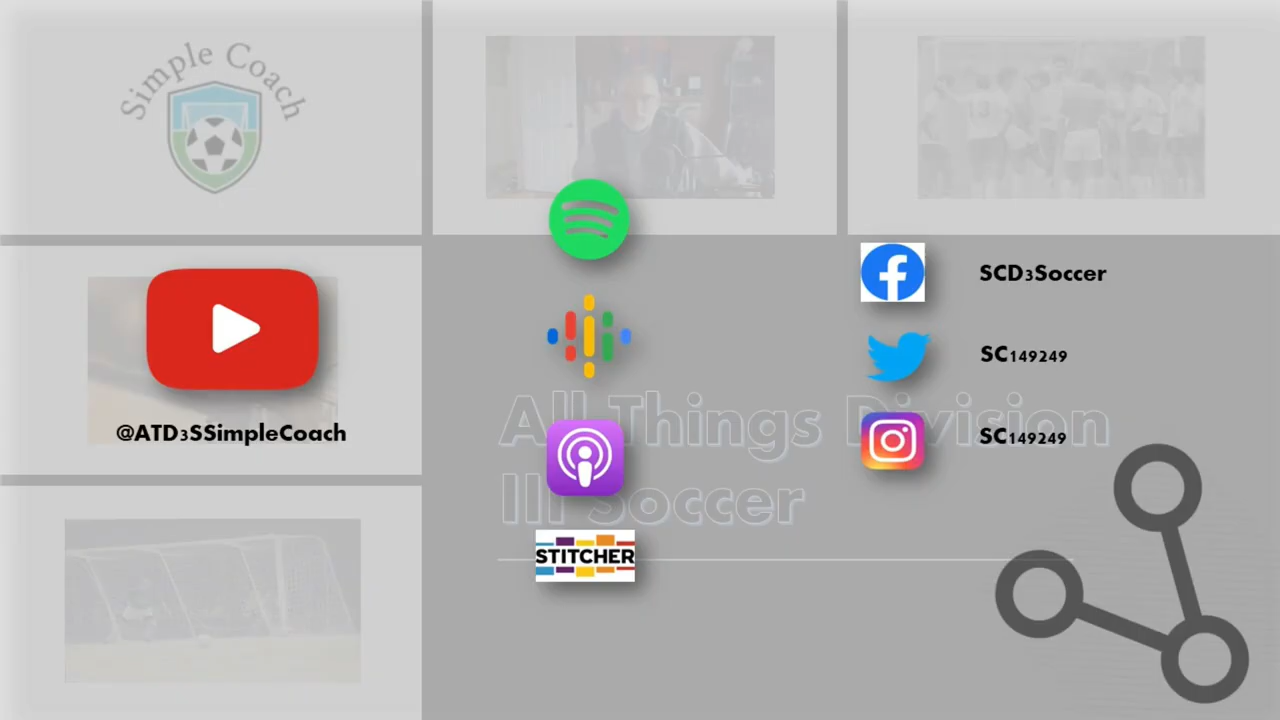 Simple Coach
@ATD3SSimpleCoach
All Things Division
III Soccer
STITCHER
SCD3Soccer
SC149249
SC149249